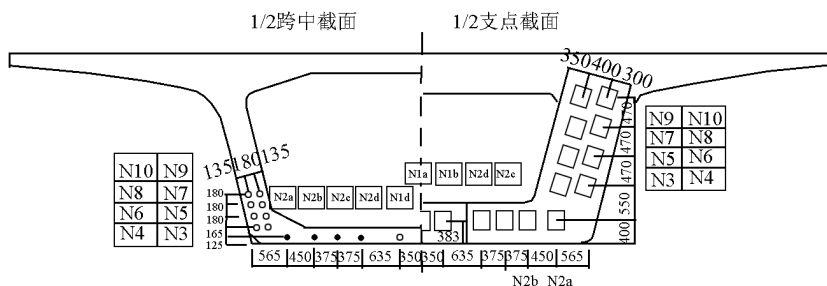 1/2跨中截面
1/2支点截面
350 400 300
470
470
470
550
400
N9 N10
N7 N8
N5 N6
N3 N4
N10 N9
N8 N7
N6 N5
N4 N3
135 180 135
180
180
180
165
125
N2a N2b N2c N2d N1d
N1a N1b N2d N2c
383
565 450 375 375 635 350 350 635 375 375 450 565
N2b N2a